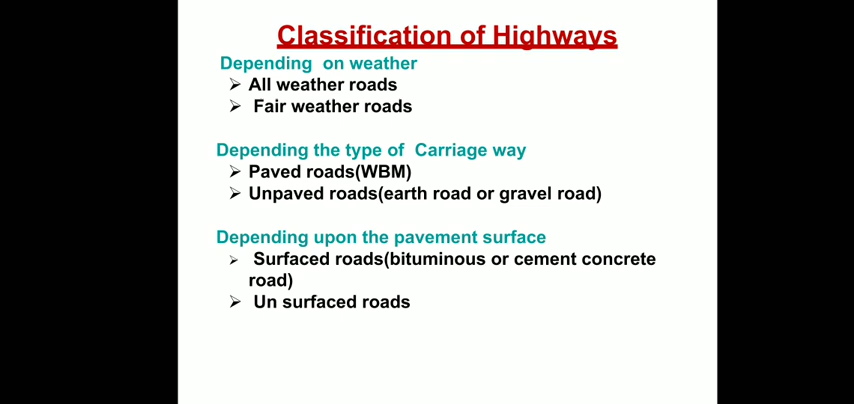 Classification of Highways
Depending on weather
➢ All weather roads
➢ Fair weather roads
Depending the type of Carriage way
➢ Paved roads(WBM)
➢ Unpaved roads(earth road or gravel road)
Depending upon the pavement surface
➢ Surfaced roads(bituminous or cement concrete
road)
➢ Un surfaced roads